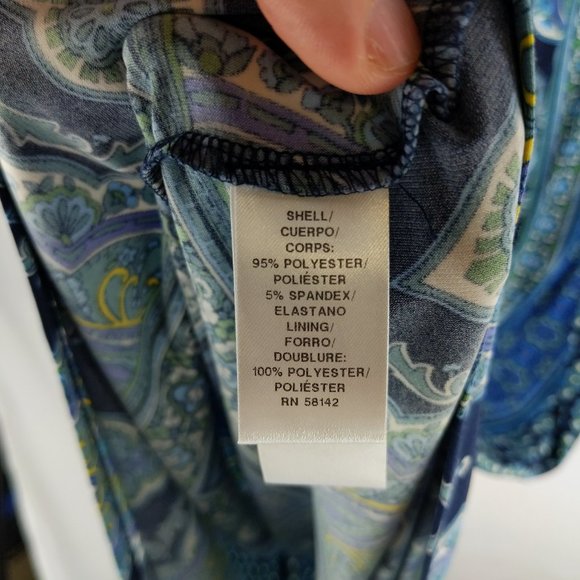 SHELL/
CUERPO/
CORPS:
95% POLYESTER/
POLIÉSTER
5% SPANDEX/
ELASTANO
LINING/
FORRO/
DOUBLURE:
100% POLYESTER/
POLIÉSTER
RN 58142